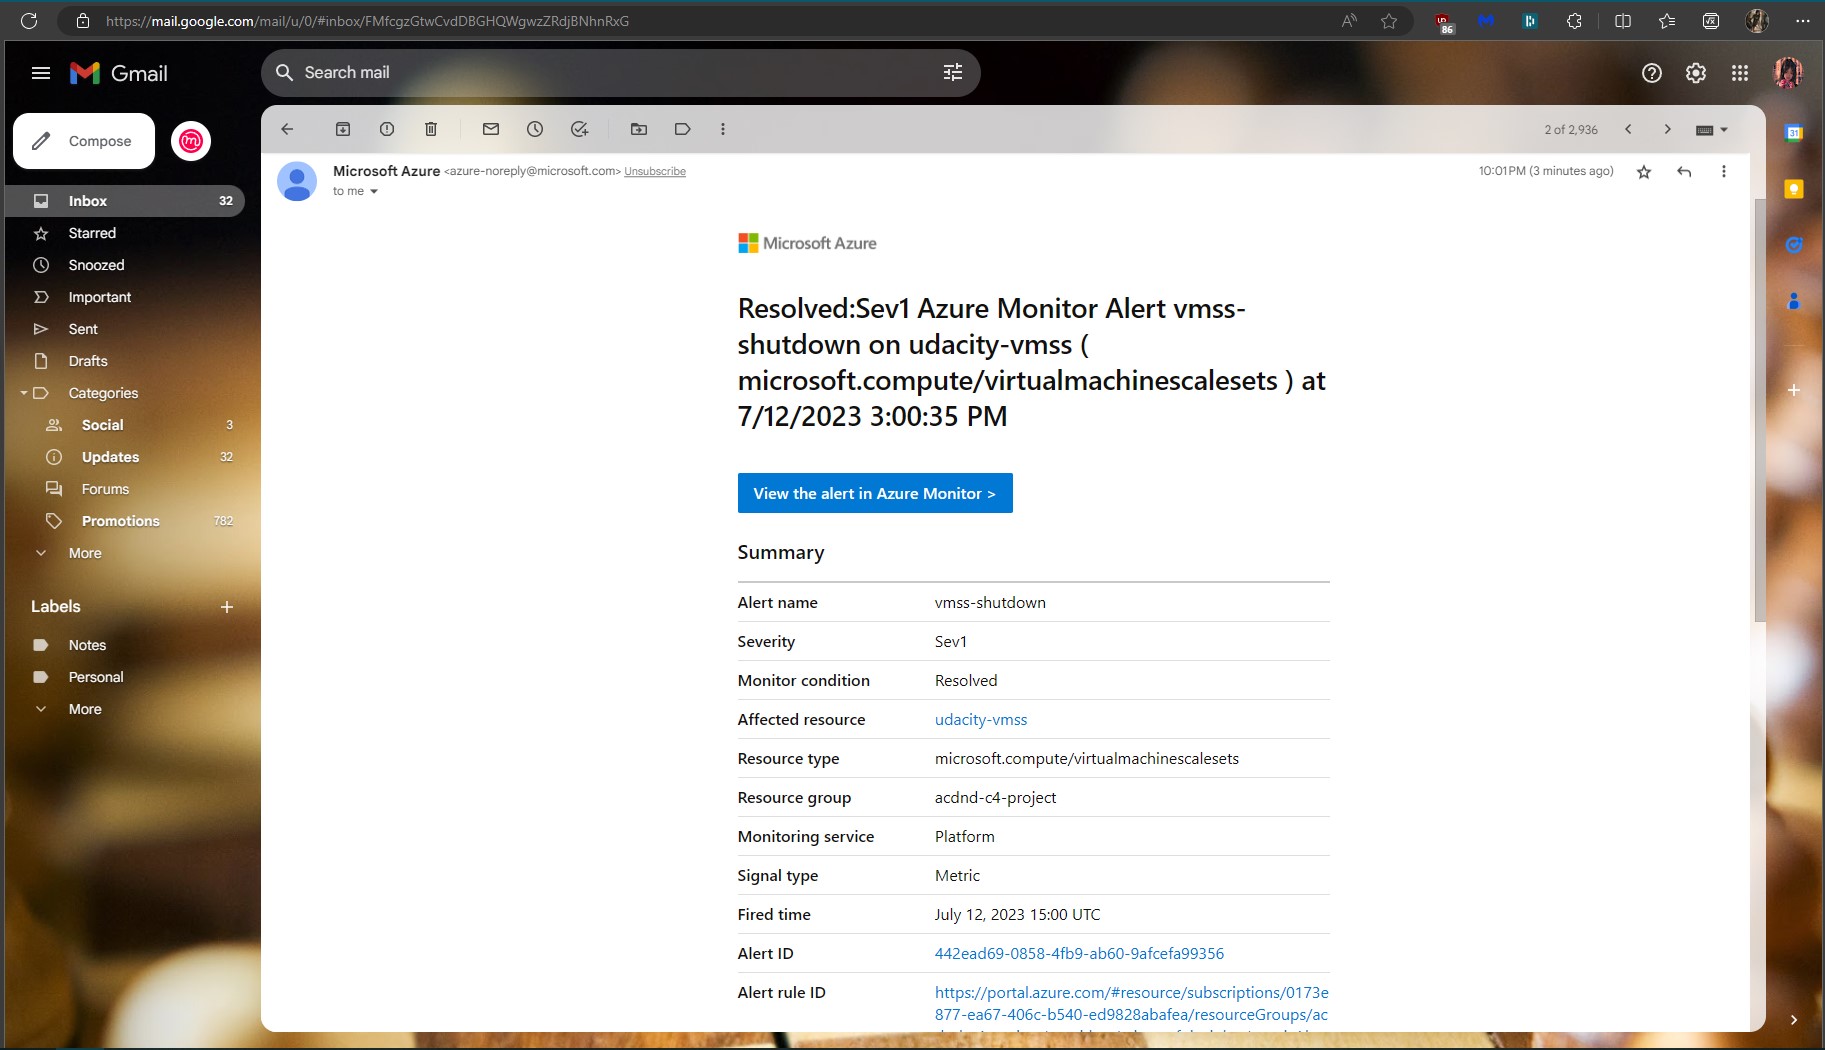 https://mail.google.com/mail/u/0/#inbox/FMfcgzGtwCvdDBGHQWgwzZRdjBNhnRxG
86
Gmail
Search mail
Compose
m
2 of 2,936
Inbox 32
Starred
Snoozed
Important
Sent
Drafts
Categories
Social 3
Updates 32
Forums
Promotions 782
More
Labels
Notes
Personal
More
Microsoft Azure <azure-noreply@microsoft.com> Unsubscribe
10:01 PM (3 minutes ago)
to me
31
Microsoft Azure
Resolved:Sev1 Azure Monitor Alert vmss-
shutdown on udacity-vmss (
microsoft.compute/virtualmachinescalesets ) at
7/12/2023 3:00:35 PM
View the alert in Azure Monitor >
Summary
Alert name vmss-shutdown
Severity Sev1
Monitor condition Resolved
Affected resource udacity-vmss
Resource type microsoft.compute/virtualmachinescalesets
Resource group acdnd-c4-project
Monitoring service Platform
Signal type Metric
Fired time July 12, 2023 15:00 UTC
Alert ID 442ead69-0858-4fb9-ab60-9afcefa99356
Alert rule ID https://portal.azure.com/#resource/subscriptions/0173e
877-ea67-406c-b540-ed9828abafea/resourceGroups/ac